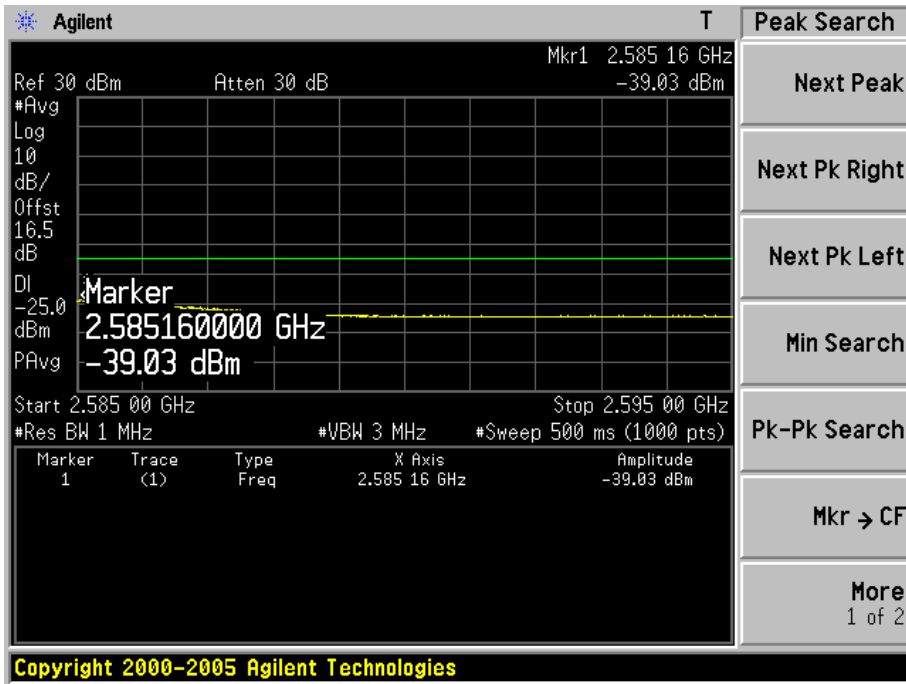 Agilent T Peak Search
Mkr1 2.585 16 GHz
Ref 30 dBm Atten 30 dB -39.03 dBm
#Avg
Log
10
dB/
Offst
16.5
dB
DI
-25.0
dBm
PAvg
Marker
2.585160000 GHz
-39.03 dBm
Start 2.585 00 GHz Stop 2.595 00 GHz
#Res BW 1 MHz #VBW 3 MHz #Sweep 500 ms (1000 pts)
Marker Trace Type X Axis Amplitude
1 (1) Freq 2.585 16 GHz -39.03 dBm
Next Peak
Next Pk Right
Next Pk Left
Min Search
Pk-Pk Search
Mkr → CF
More
1 of 2
Copyright 2000-2005 Agilent Technologies